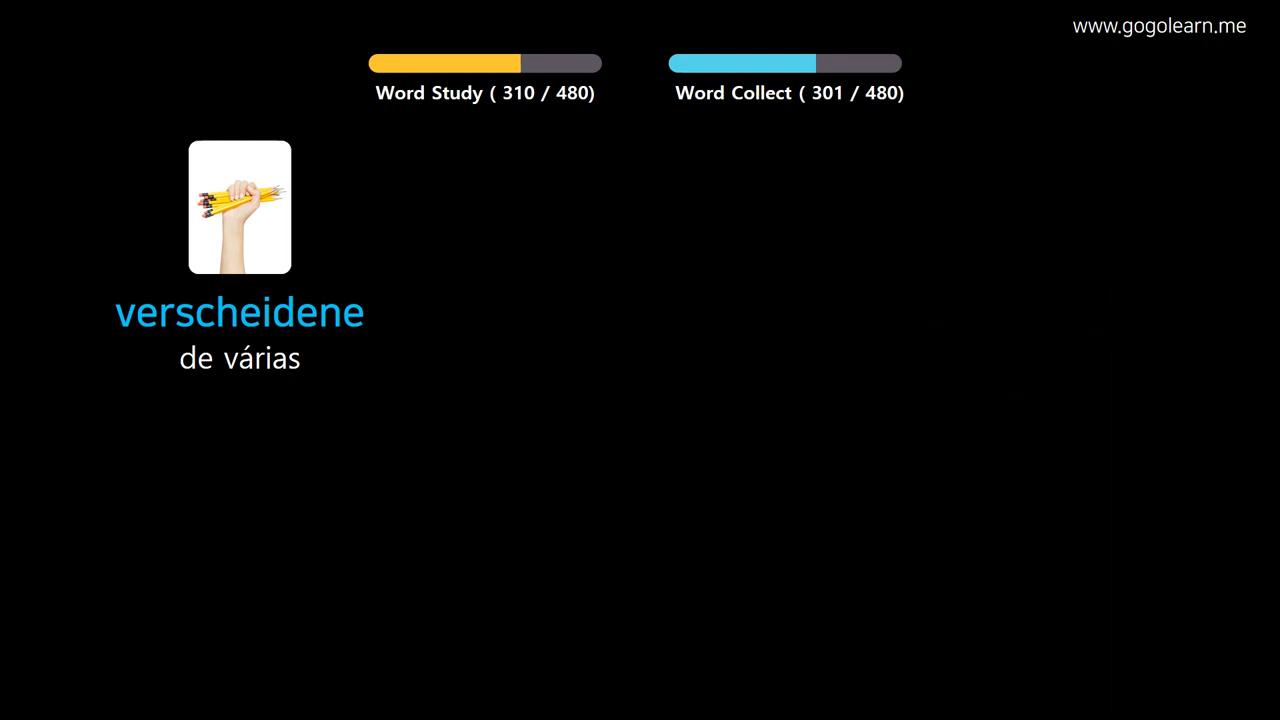 www.gogolearn.me
Word Study ( 310 / 480)
Word Collect ( 301 / 480)
verscheidene
de várias